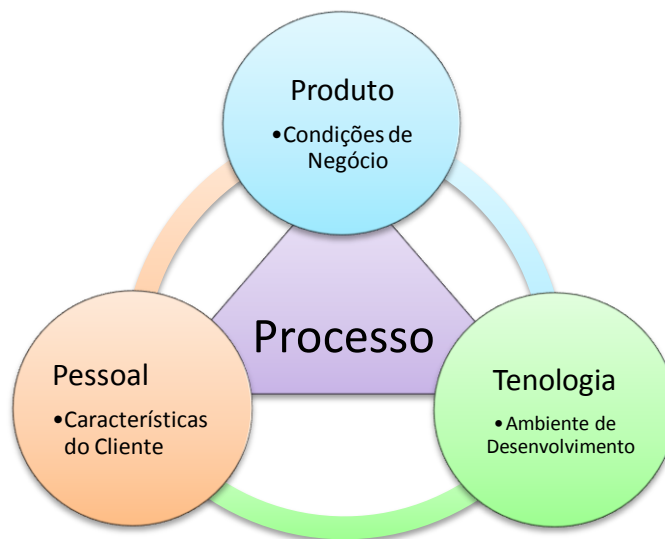 Produto
•Condições de
Negócio
Processo
Pessoal
•Características
do Cliente
Tenologia
•Ambiente de
Desenvolvimento